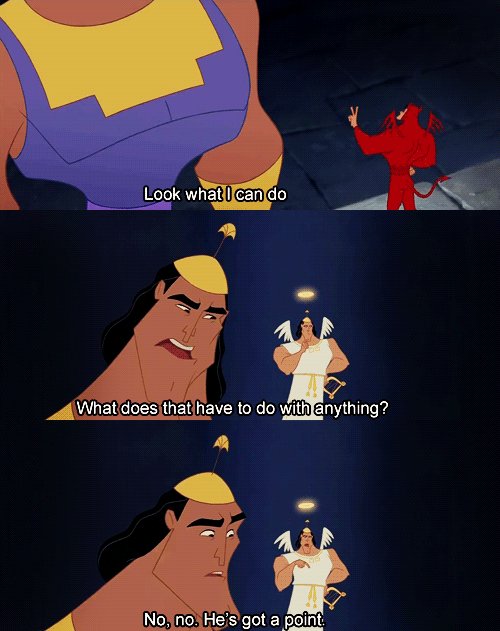 Look what I can do
What does that have to do with anything?
No, no. He's got a point.